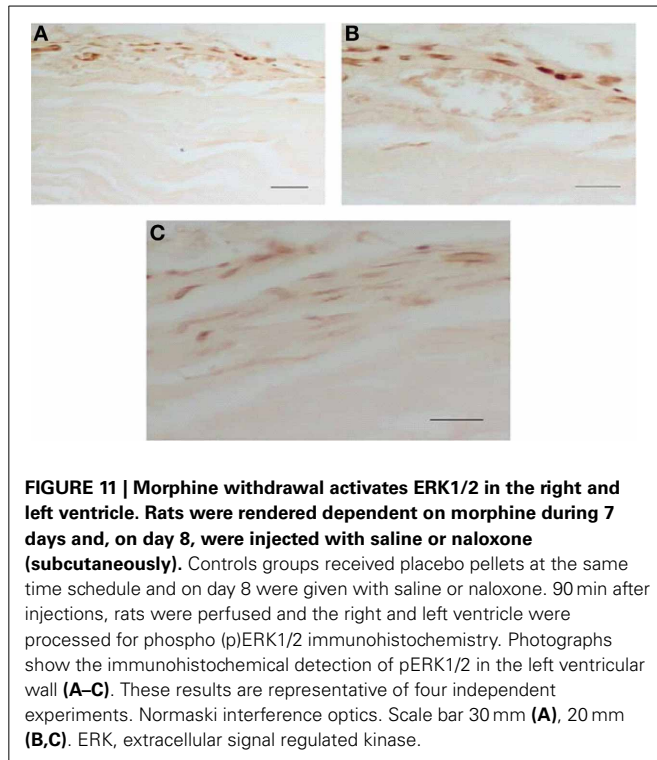 A
B
C
FIGURE 11 | Morphine withdrawal activates ERK1/2 in the right and
left ventricle. Rats were rendered dependent on morphine during 7
days and, on day 8, were injected with saline or naloxone
(subcutaneously). Controls groups received placebo pellets at the same
time schedule and on day 8 were given with saline or naloxone. 90 min after
injections, rats were perfused and the right and left ventricle were
processed for phospho (p)ERK1/2 immunohistochemistry. Photographs
show the immunohistochemical detection of pERK1/2 in the left ventricular
wall (A–C). These results are representative of four independent
experiments. Normaski interference optics. Scale bar 30 mm (A), 20 mm
(B,C). ERK, extracellular signal regulated kinase.